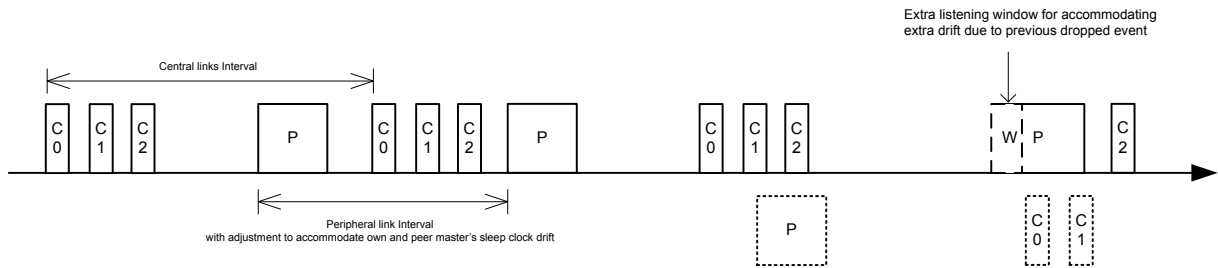 Extra listening window for accommodating
extra drift due to previous dropped event
Central links Interval
C
0
C
1
C
2
P
C
0
C
1
C
2
P
C
0
C
1
C
2
W
P
C
2
Peripheral link Interval
with adjustment to accommodate own and peer master's sleep clock drift
P
C
0
C
1